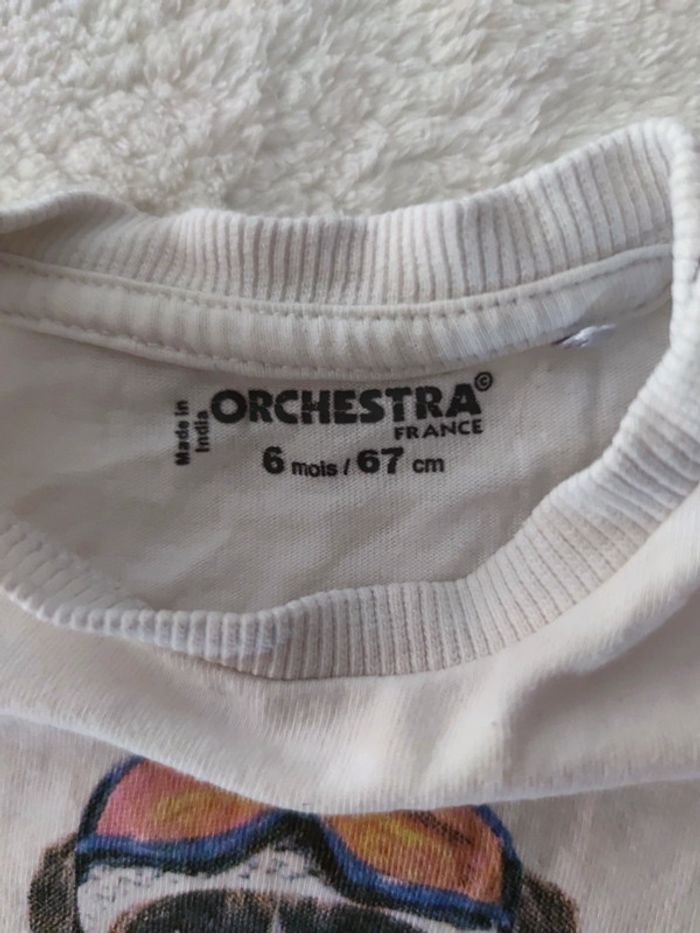 Made in
India
ORCHESTRA©
FRANCE
6 mois / 67 cm